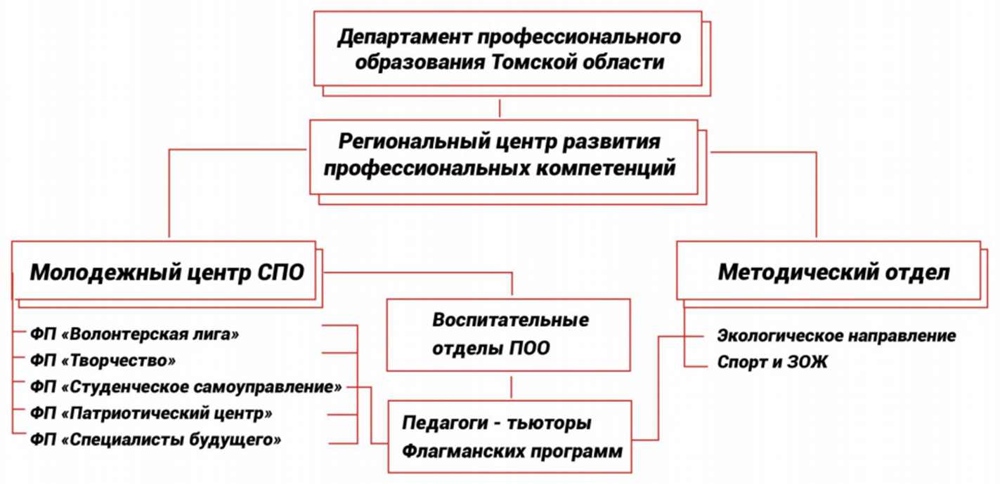 Департамент профессионального
образования Томской области
Региональный центр развития
профессиональных компетенций
Молодежный центр СПО
Методический отдел
Воспитательные
отделы ПОО
ФП «Волонтерская лига»
ФП «Творчество»
ФП «Студенческое самоуправление»
ФП «Патриотический центр»
ФП «Специалисты будущего»
Экологическое направление
Спорт и ЗОЖ
Педагоги - тьюторы
Флагманских программ